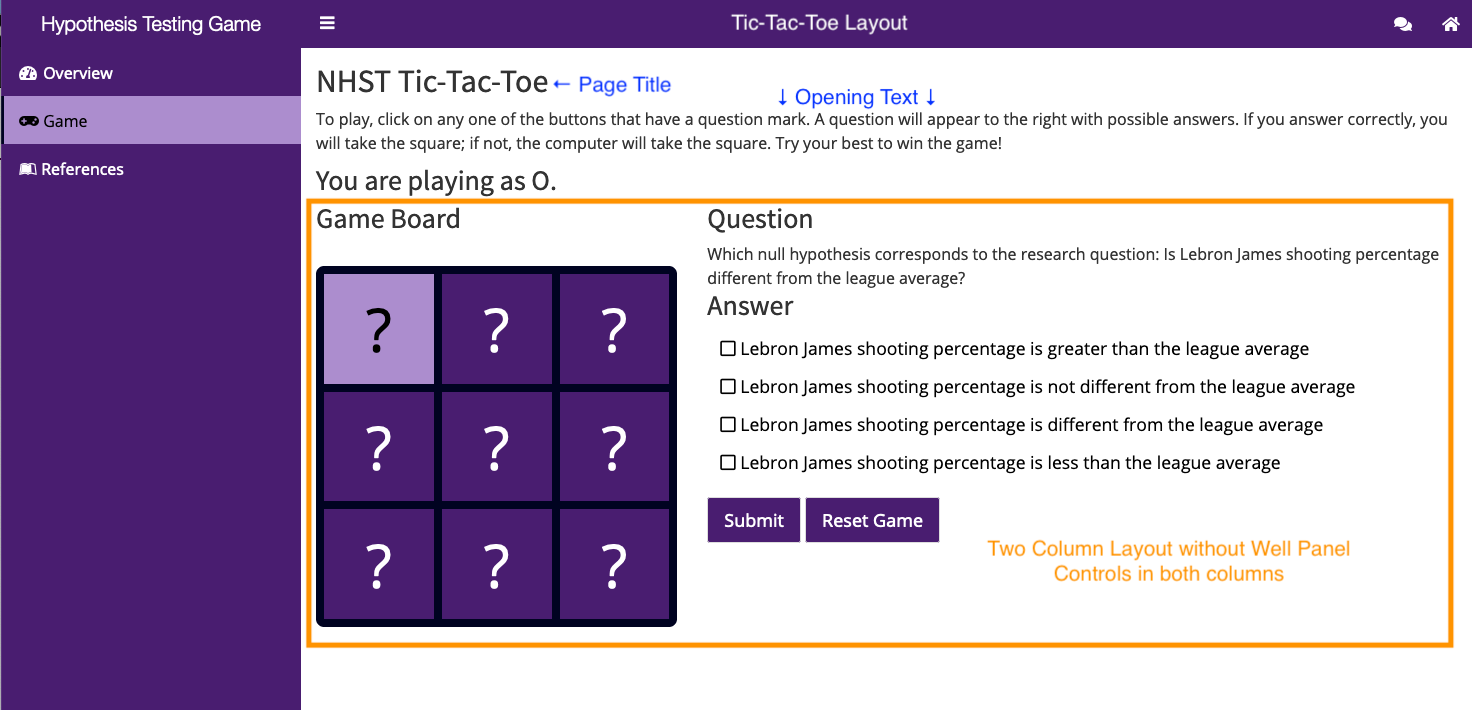 Hypothesis Testing Game
Tic-Tac-Toe Layout
Overview
Game
References
NHST Tic-Tac-Toe ← Page Title
↓ Opening Text ↓
To play, click on any one of the buttons that have a question mark. A question will appear to the right with possible answers. If you answer correctly, you
will take the square; if not, the computer will take the square. Try your best to win the game!
You are playing as O.
Game Board
? ? ?
? ? ?
? ? ?
Question
Which null hypothesis corresponds to the research question: Is Lebron James shooting percentage
different from the league average?
Answer
Lebron James shooting percentage is greater than the league average
Lebron James shooting percentage is not different from the league average
Lebron James shooting percentage is different from the league average
Lebron James shooting percentage is less than the league average
Submit Reset Game
Two Column Layout without Well Panel
Controls in both columns